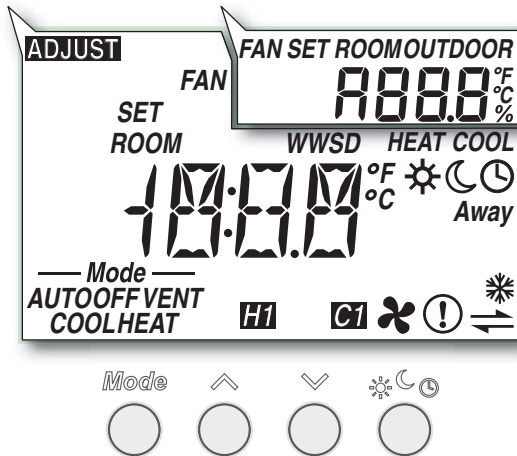 ADJUST
FAN SET ROOM OUTDOOR
FAN
A88.8 °F °C %
SET
ROOM
WWSD HEAT COOL
-18:8.8 °F °C
Away
Mode
AUTO OFF VENT
COOL HEAT
H1
C1
Mode